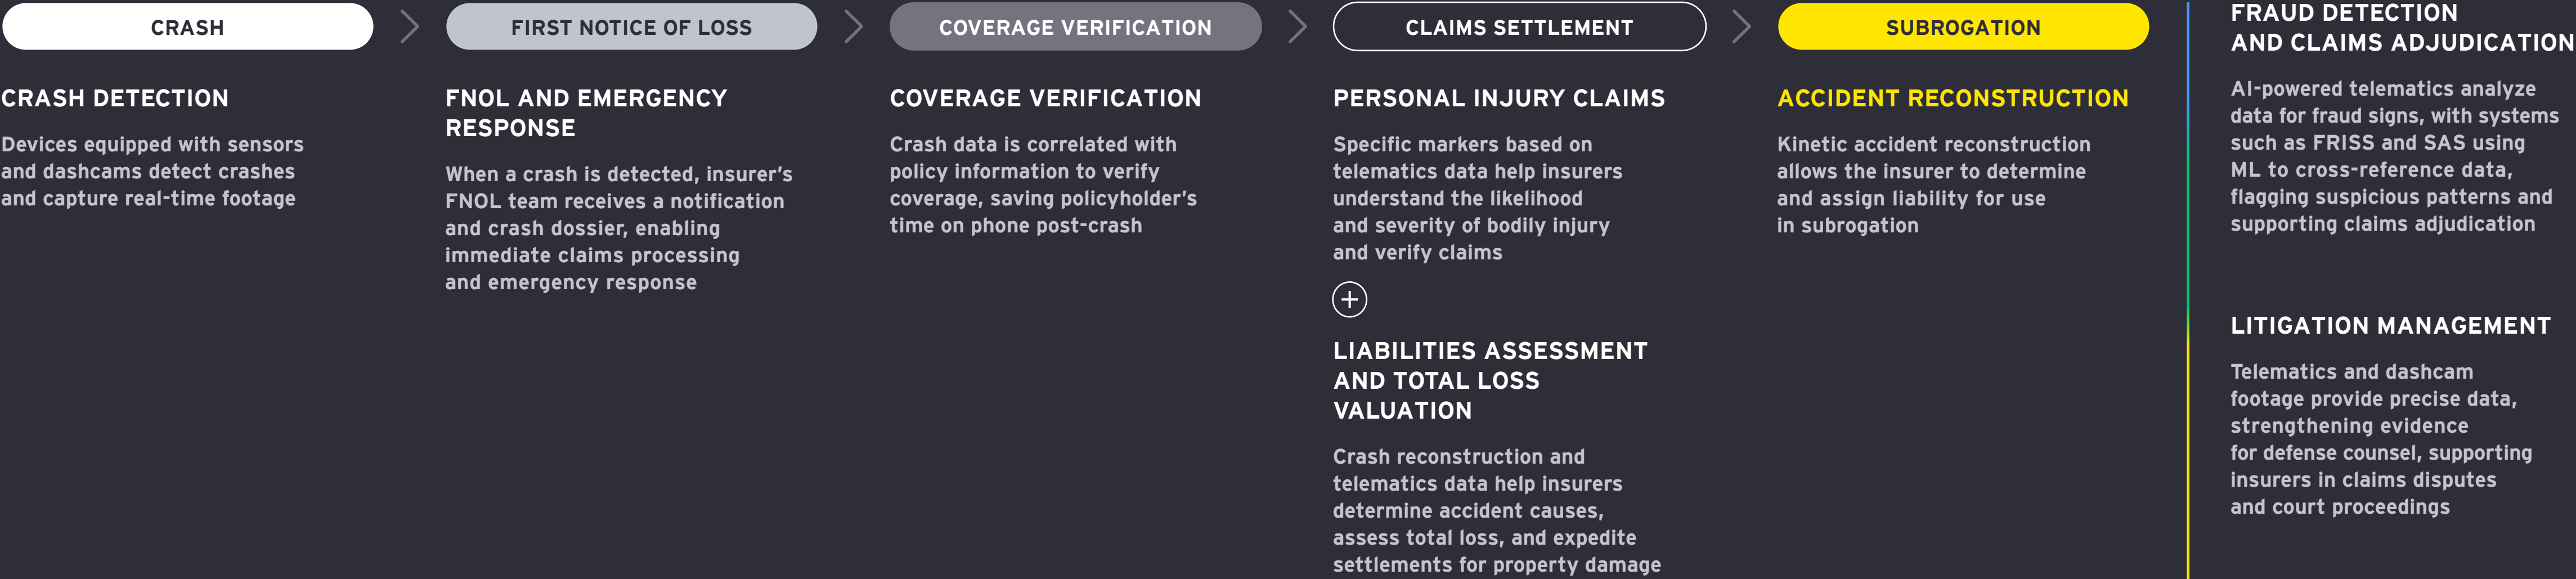 CRASH
FIRST NOTICE OF LOSS
COVERAGE VERIFICATION
CLAIMS SETTLEMENT
SUBROGATION
CRASH DETECTION
Devices equipped with sensors
and dashcams detect crashes
and capture real-time footage
FNOL AND EMERGENCY
RESPONSE
When a crash is detected, insurer’s
FNOL team receives a notification
and crash dossier, enabling
immediate claims processing
and emergency response
COVERAGE VERIFICATION
Crash data is correlated with
policy information to verify
coverage, saving policyholder’s
time on phone post-crash
PERSONAL INJURY CLAIMS
Specific markers based on
telematics data help insurers
understand the likelihood
and severity of bodily injury
and verify claims
+
LIABILITIES ASSESSMENT
AND TOTAL LOSS
VALUATION
Crash reconstruction and
telematics data help insurers
determine accident causes,
assess total loss, and expedite
settlements for property damage
ACCIDENT RECONSTRUCTION
Kinetic accident reconstruction
allows the insurer to determine
and assign liability for use
in subrogation
FRAUD DETECTION
AND CLAIMS ADJUDICATION
AI-powered telematics analyze
data for fraud signs, with systems
such as FRISS and SAS using
ML to cross-reference data,
flagging suspicious patterns and
supporting claims adjudication
LITIGATION MANAGEMENT
Telematics and dashcam
footage provide precise data,
strengthening evidence
for defense counsel, supporting
insurers in claims disputes
and court proceedings